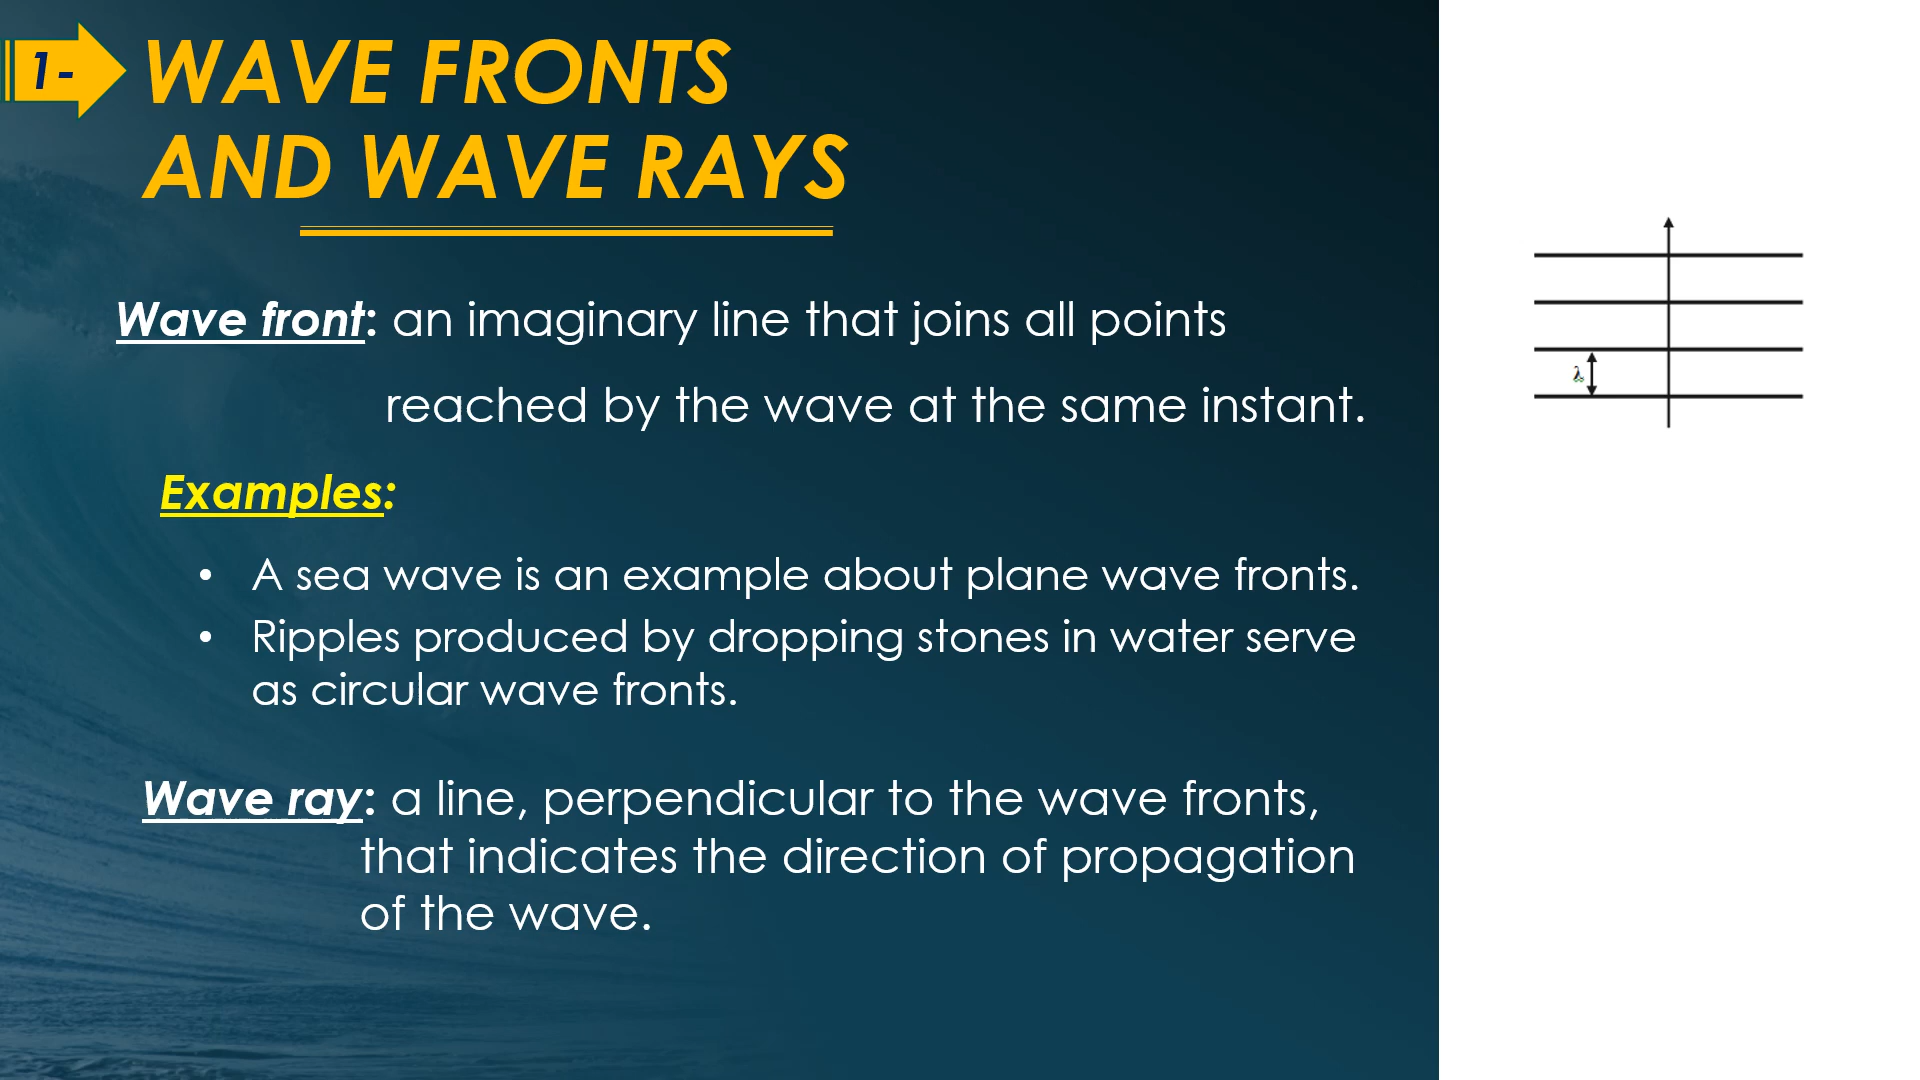 1-
WAVE FRONTS
AND WAVE RAYS
Wave front: an imaginary line that joins all points
reached by the wave at the same instant.
Examples:
• A sea wave is an example about plane wave fronts.
• Ripples produced by dropping stones in water serve
as circular wave fronts.
Wave ray: a line, perpendicular to the wave fronts,
that indicates the direction of propagation
of the wave.
λ